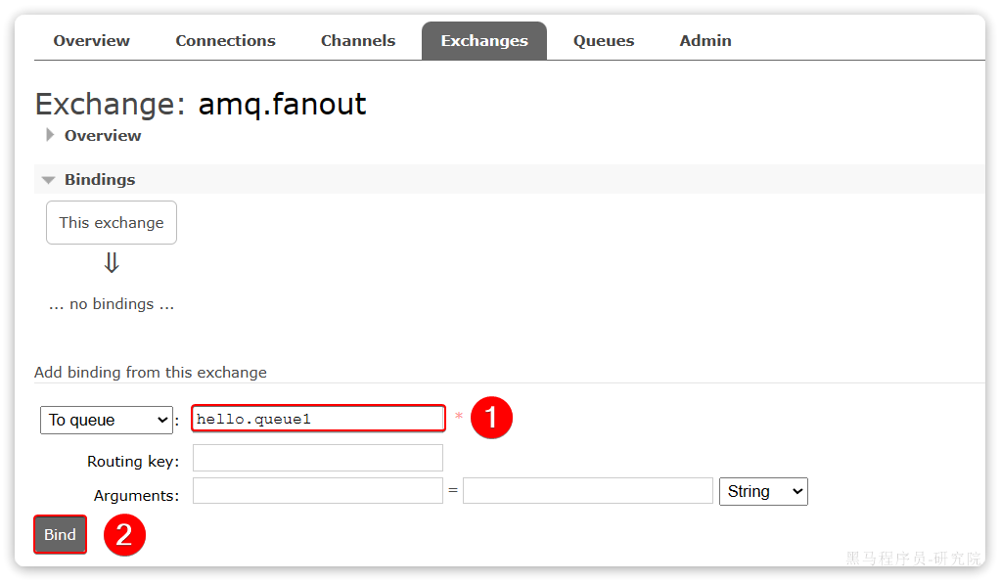 Overview Connections Channels Exchanges Queues Admin
Exchange: amq.fanout
Overview
Bindings
This exchange
⇓
... no bindings ...
Add binding from this exchange
To queue : hello.queue1 * 1
Routing key:
Arguments: = String
Bind 2
黑马程序员-研究院